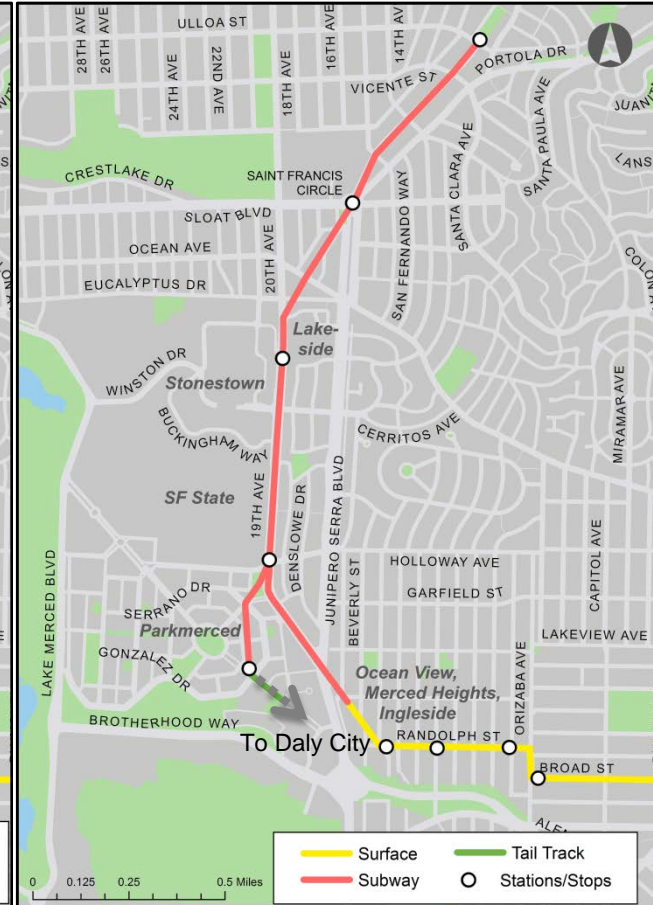 ULLOA ST
28TH AVE
26TH AVE
24TH AVE
22ND AVE
18TH AVE
16TH AVE
14TH AV
PORTOLA DR
VICENTE ST
SANTA PAULA AVE
JUANIT
LANS
CRESTLAKE DR
SAINT FRANCIS
CIRCLE
SANTA CLARA AVE
SLOAT BLVD
SAN FERNANDO WAY
OCEAN AVE
20TH AVE
COLON A
EUCALYPTUS DR
Lake-
side
WINSTON DR
Stonestown
MIRAMAR AVE
BUCKINGHAM WAY
CERRITOS AVE
SF State
19TH AVE
DENSLOWE DR
JUNIPERO SERRA BLVD
BEVERLY ST
HOLLOWAY AVE
CAPITOL AVE
GARFIELD ST
SERRANO DR
Parkmerced
LAKEVIEW AVE
LAKE MERCED BLVD
GONZALEZ DR
Ocean View,
Merced Heights,
Ingleside
ORIZABA AVE
BROTHERHOOD WAY
RANDOLPH ST
To Daly City
BROAD ST
ALEM
Surface
Tail Track
Subway
Stations/Stops
0 0.125 0.25 0.5 Miles